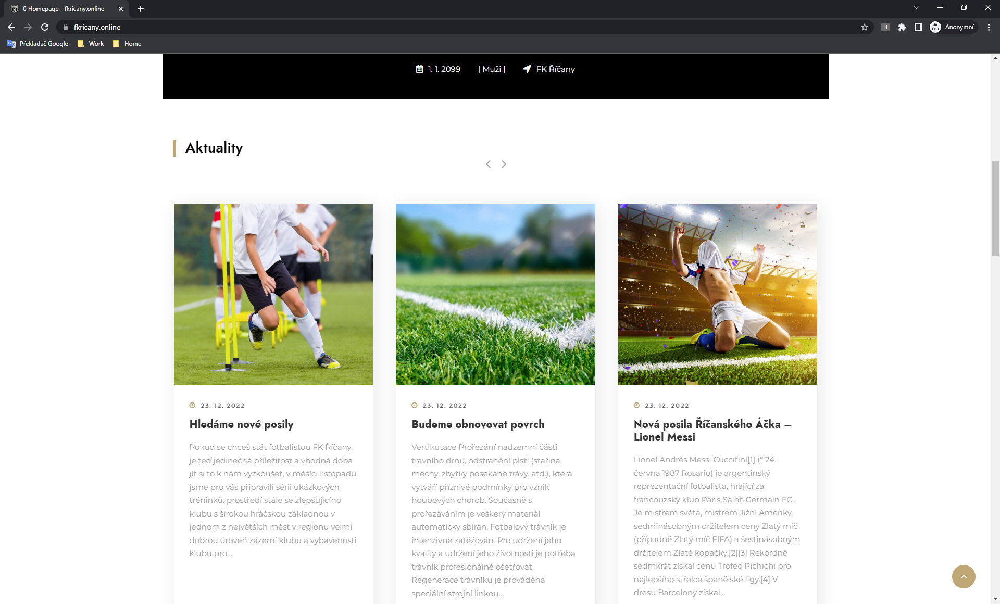 0 Homepage - fkricany.online
fkricany.online
Anonymní
Překladač Google
Work
Home
1. 1. 2099 | Muži | FK Říčany
Aktuality
23. 12. 2022
Hledáme nové posily
Pokud se chceš stát fotbalistou FK Říčany,
je teď jedinečná příležitost a vhodná doba
jít si to k nám vyzkoušet, v měsíci listopadu
jsme pro vás připravili sérii ukázkových
tréninků. prostředí stále se zlepšujícího
klubu s širokou hráčskou základnou v
jednom z největších měst v regionu velmi
dobrou úroveň zázemí klubu a vybavenosti
klubu pro...
23. 12. 2022
Budeme obnovovat povrch
Vertikutace Prořezání nadzemní části
travního drnu, odstranění plsti (stařina,
mechy, zbytky posekané trávy, atd.), která
vytváří příznivé podmínky pro vznik
houbových chorob. Současně s
prořezáváním je veškerý materiál
automaticky sbírán. Fotbalový trávník je
intenzivně zatěžován. Pro udržení jeho
kvality a udržení jeho životnosti je potřeba
trávník profesionálně ošetřovat.
Regenerace trávníku je prováděna
speciální strojní linkou...
23. 12. 2022
Nová posila Říčanského Áčka –
Lionel Messi
Lionel Andrés Messi Cuccitini[1] (* 24.
června 1987 Rosario) je argentinský
reprezentační fotbalista, hrající za
francouzský klub Paris Saint-Germain FC.
Je mistrem světa, mistrem Jižní Ameriky,
sedminásobným držitelem ceny Zlatý míč
(případně Zlatý míč FIFA) a šestinásobným
držitelem Zlaté kopačky.[2][3] Rekordně
sedmkrát získal cenu Trofeo Pichichi pro
nejlepšího střelce španělské ligy.[4] V
dresu Barcelony získal...